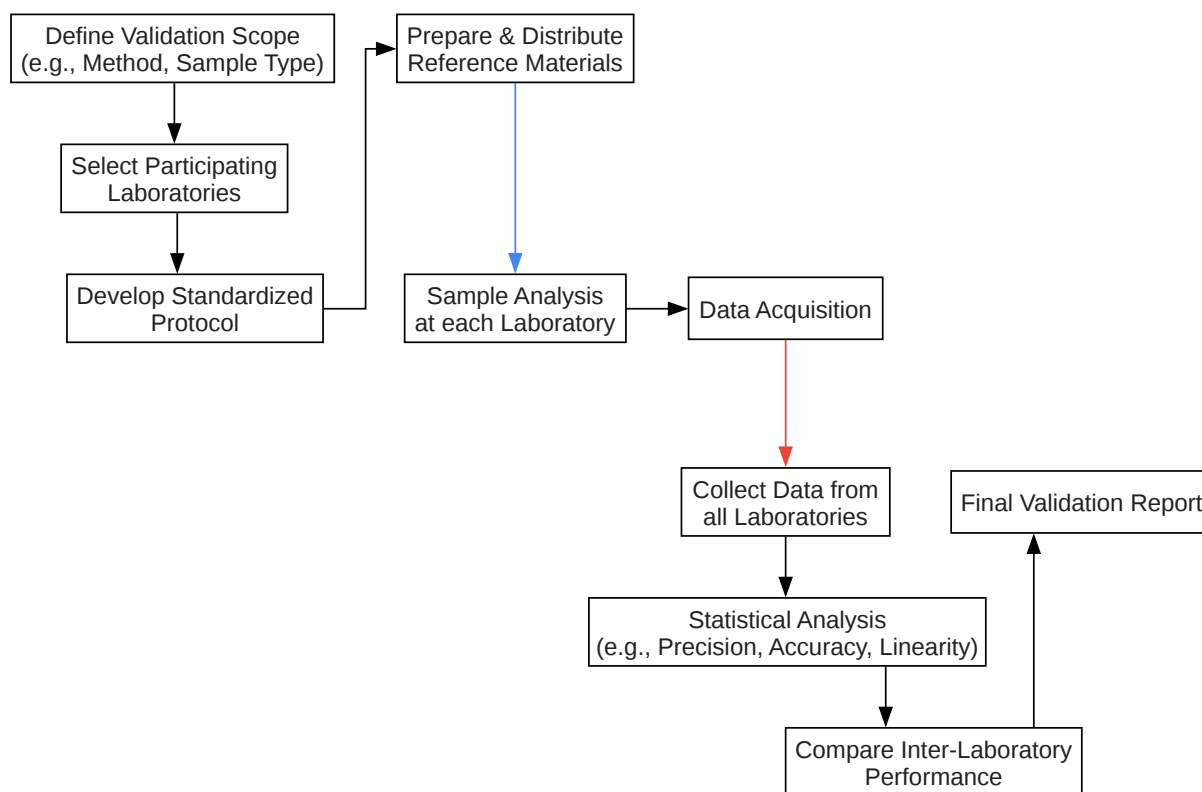 Define Validation Scope
(e.g., Method, Sample Type)
Select Participating
Laboratories
Develop Standardized
Protocol
Prepare & Distribute
Reference Materials
Sample Analysis
at each Laboratory
Data Acquisition
Collect Data from
all Laboratories
Statistical Analysis
(e.g., Precision, Accuracy, Linearity)
Compare Inter-Laboratory
Performance
Final Validation Report